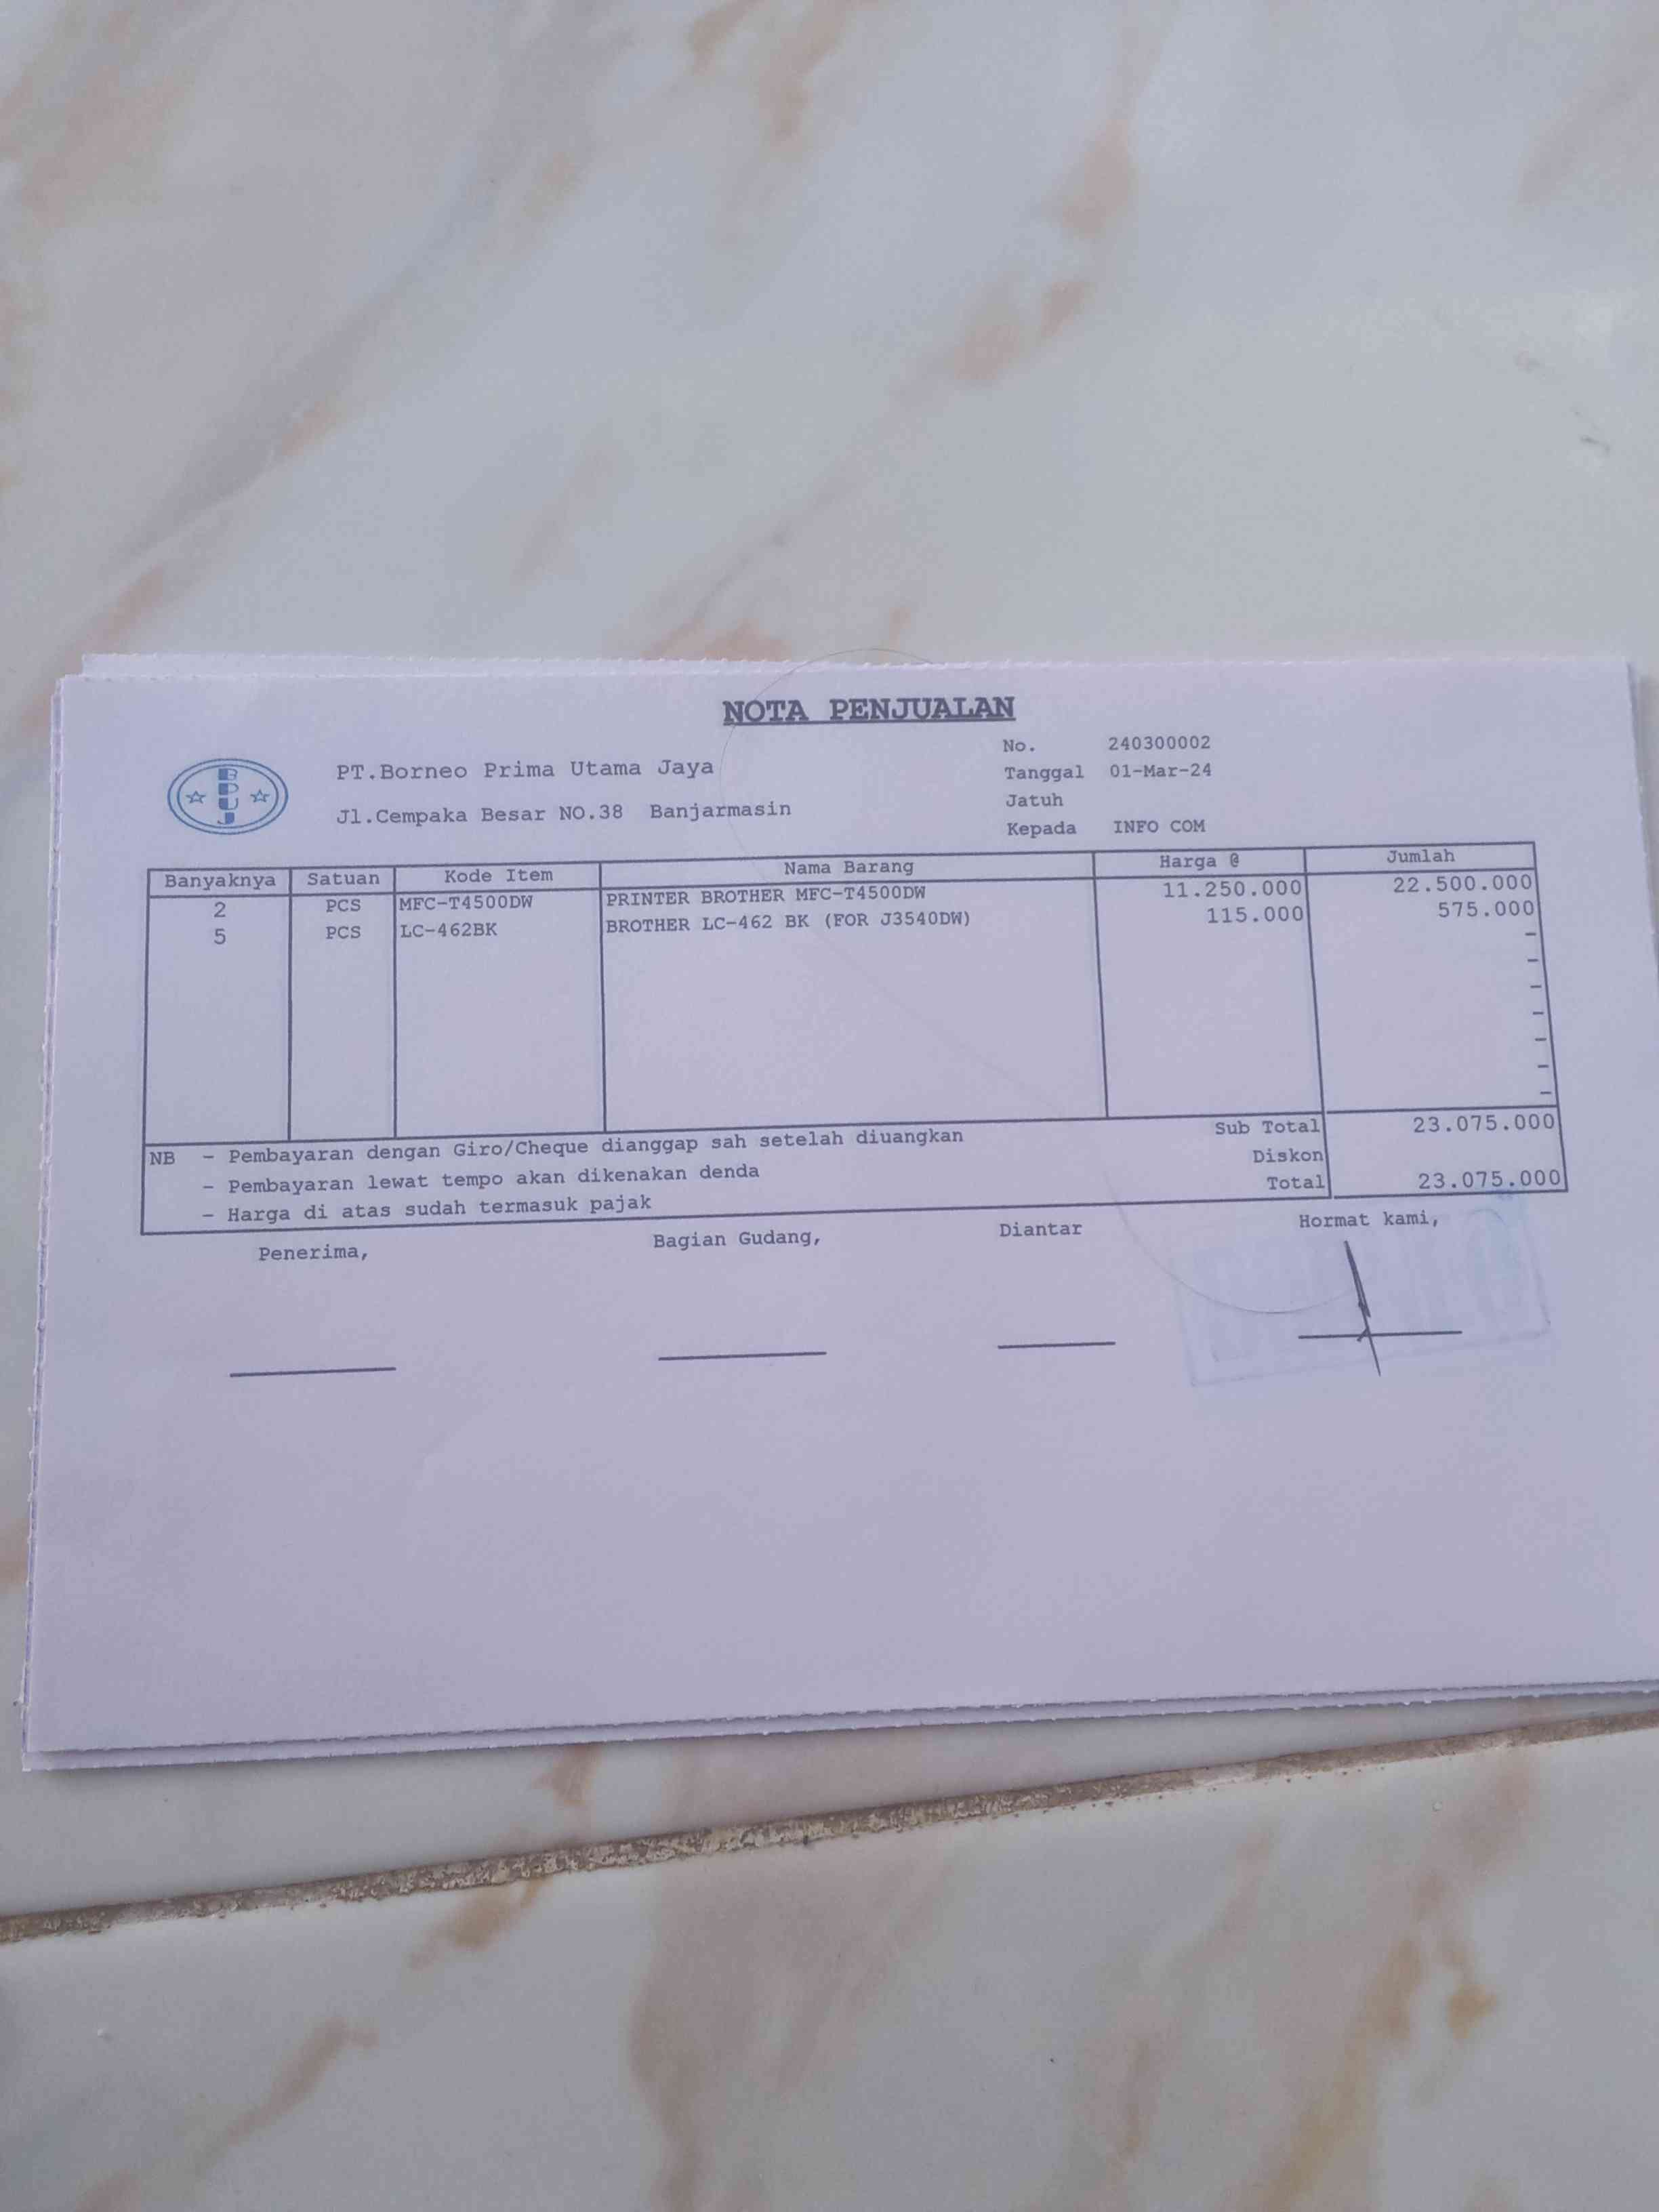 NOTA PENJUALAN
No. 240300002
PT.Borneo Prima Utama Jaya
Tanggal 01-Mar-24
BPUJ
Jatuh
Jl.Cempaka Besar NO.38 Banjarmasin
Kepada INFO COM
Banyaknya Satuan Kode Item Nama Barang Harga @ Jumlah
2 PCS MFC-T4500DW PRINTER BROTHER MFC-T4500DW 11.250.000 22.500.000
5 PCS LC-462BK BROTHER LC-462 BK (FOR J3540DW) 115.000 575.000
-
-
-
-
-
-
-
NB - Pembayaran dengan Giro/Cheque dianggap sah setelah diuangkan Sub Total 23.075.000
- Pembayaran lewat tempo akan dikenakan denda Diskon
- Harga di atas sudah termasuk pajak Total 23.075.000
Penerima, Bagian Gudang, Diantar Hormat kami,